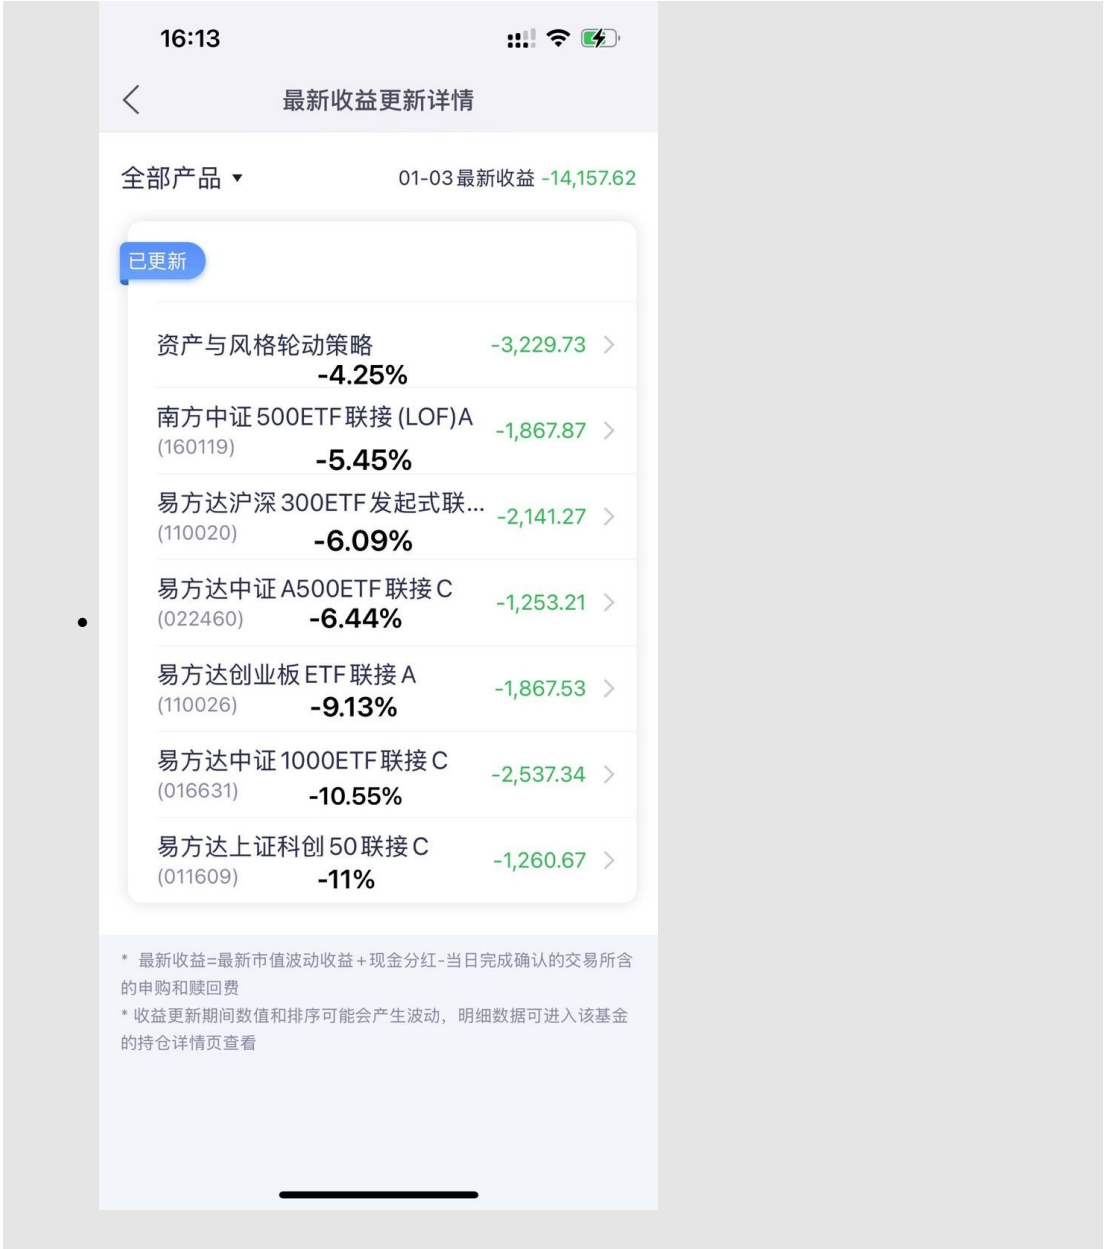 16:13
最新收益更新详情
全部产品 01-03最新收益 -14,157.62
已更新
资产与风格轮动策略 -3,229.73
-4.25%
南方中证500ETF联接(LOF)A -1,867.87
(160119) -5.45%
易方达沪深300ETF发起式联... -2,141.27
(110020) -6.09%
易方达中证A500ETF联接C -1,253.21
(022460) -6.44%
易方达创业板ETF联接A -1,867.53
(110026) -9.13%
易方达中证1000ETF联接C -2,537.34
(016631) -10.55%
易方达上证科创50联接C -1,260.67
(011609) -11%
* 最新收益=最新市值波动收益+现金分红-当日完成确认的交易所含
的申购和赎回费
* 收益更新期间数值和排序可能会产生波动，明细数据可进入该基金
的持仓详情页查看